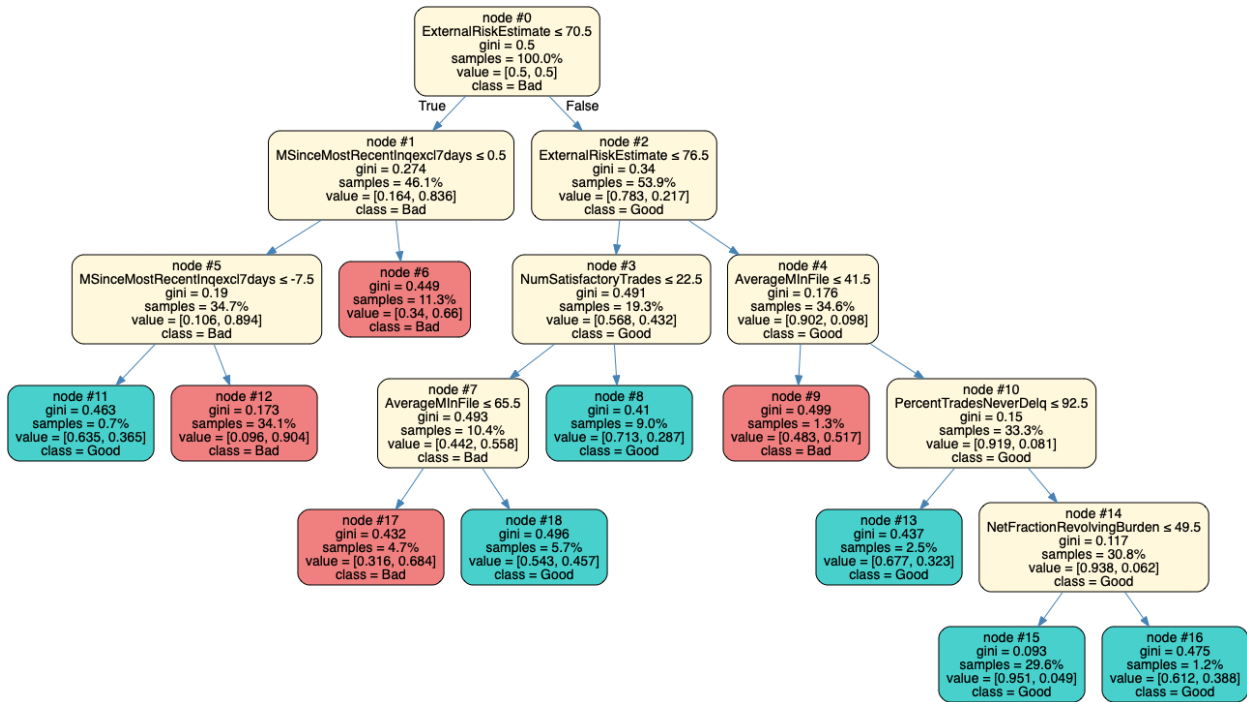 node #0
ExternalRiskEstimate ≤ 70.5
gini = 0.5
samples = 100.0%
value = [0.5, 0.5]
class = Bad
True
False
node #1
MSinceMostRecentInqexcl7days ≤ 0.5
gini = 0.274
samples = 46.1%
value = [0.164, 0.836]
class = Bad
node #2
ExternalRiskEstimate ≤ 76.5
gini = 0.34
samples = 53.9%
value = [0.783, 0.217]
class = Good
node #5
MSinceMostRecentInqexcl7days ≤ -7.5
gini = 0.19
samples = 34.7%
value = [0.106, 0.894]
class = Bad
node #6
gini = 0.449
samples = 11.3%
value = [0.34, 0.66]
class = Bad
node #3
NumSatisfactoryTrades ≤ 22.5
gini = 0.491
samples = 19.3%
value = [0.568, 0.432]
class = Good
node #4
AverageMInFile ≤ 41.5
gini = 0.176
samples = 34.6%
value = [0.902, 0.098]
class = Good
node #11
gini = 0.463
samples = 0.7%
value = [0.635, 0.365]
class = Good
node #12
gini = 0.173
samples = 34.1%
value = [0.096, 0.904]
class = Bad
node #7
AverageMInFile ≤ 65.5
gini = 0.493
samples = 10.4%
value = [0.442, 0.558]
class = Bad
node #8
gini = 0.41
samples = 9.0%
value = [0.713, 0.287]
class = Good
node #9
gini = 0.499
samples = 1.3%
value = [0.483, 0.517]
class = Bad
node #10
PercentTradesNeverDelq ≤ 92.5
gini = 0.15
samples = 33.3%
value = [0.919, 0.081]
class = Good
node #17
gini = 0.432
samples = 4.7%
value = [0.316, 0.684]
class = Bad
node #18
gini = 0.496
samples = 5.7%
value = [0.543, 0.457]
class = Good
node #13
gini = 0.437
samples = 2.5%
value = [0.677, 0.323]
class = Good
node #14
NetFractionRevolvingBurden ≤ 49.5
gini = 0.117
samples = 30.8%
value = [0.938, 0.062]
class = Good
node #15
gini = 0.093
samples = 29.6%
value = [0.951, 0.049]
class = Good
node #16
gini = 0.475
samples = 1.2%
value = [0.612, 0.388]
class = Good